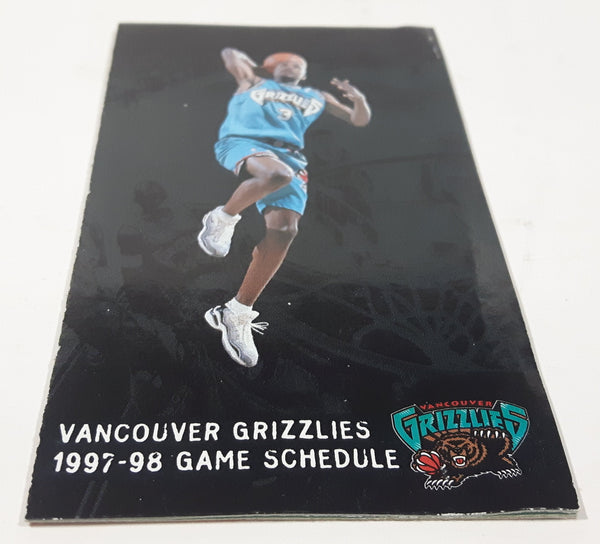 GRIZZLIES
3
VANCOUVER GRIZZLIES
1997-98 GAME SCHEDULE
VANCOUVER
GRIZZLIES